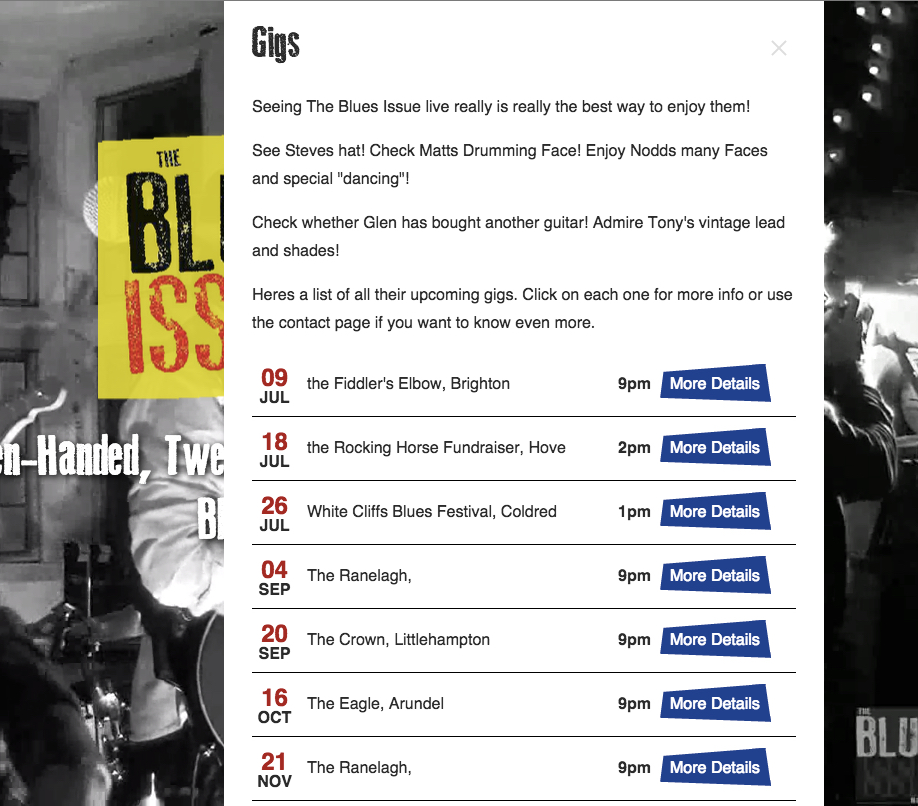 Gigs
Seeing The Blues Issue live really is really the best way to enjoy them!
See Steves hat! Check Matts Drumming Face! Enjoy Nodds many Faces
and special "dancing"!
Check whether Glen has bought another guitar! Admire Tony's vintage lead
and shades!
Heres a list of all their upcoming gigs. Click on each one for more info or use
the contact page if you want to know even more.
09 JUL the Fiddler's Elbow, Brighton 9pm More Details
18 JUL the Rocking Horse Fundraiser, Hove 2pm More Details
26 JUL White Cliffs Blues Festival, Coldred 1pm More Details
04 SEP The Ranelagh, 9pm More Details
20 SEP The Crown, Littlehampton 9pm More Details
16 OCT The Eagle, Arundel 9pm More Details
21 NOV The Ranelagh, 9pm More Details
THE
BLU
ISS
en-Handed, Twe
Bl
THE
BLU